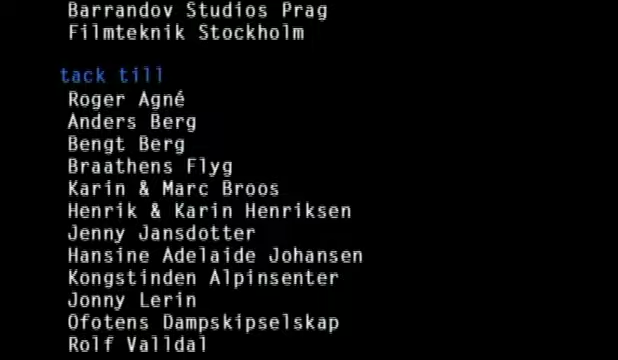 Barrandov Studios Prag
Filmteknik Stockholm
tack till
Roger Agné
Anders Berg
Bengt Berg
Braathens Flyg
Karin & Marc Broos
Henrik & Karin Henriksen
Jenny Jansdotter
Hansine Adelaide Johansen
Kongstinden Alpinsenter
Jonny Lerin
Ofotens Dampskipselskap
Rolf Valldal